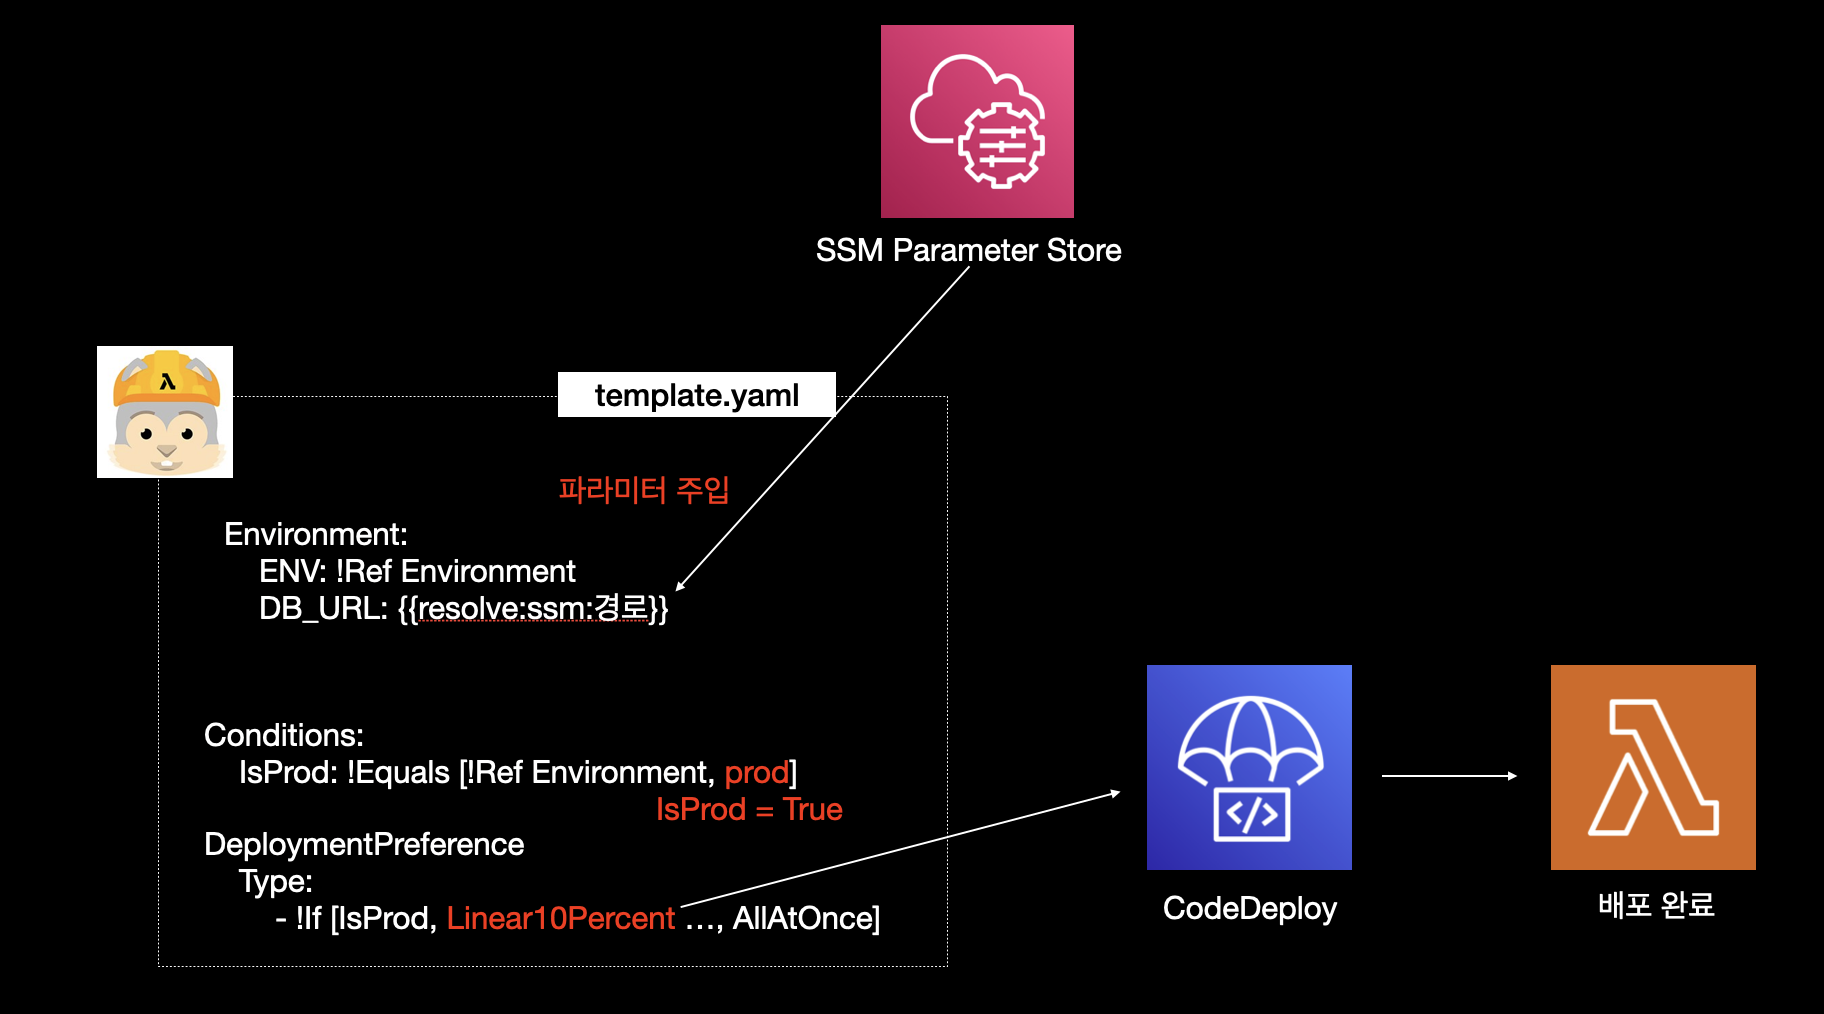 SSM Parameter Store
template.yaml
파라미터 주입
Environment:
ENV: !Ref Environment
DB_URL: {{resolve:ssm:경로}}
Conditions:
IsProd: !Equals [!Ref Environment, prod]
IsProd = True
DeploymentPreference
Type:
- !If [IsProd, Linear10Percent ..., AllAtOnce]
CodeDeploy
배포 완료